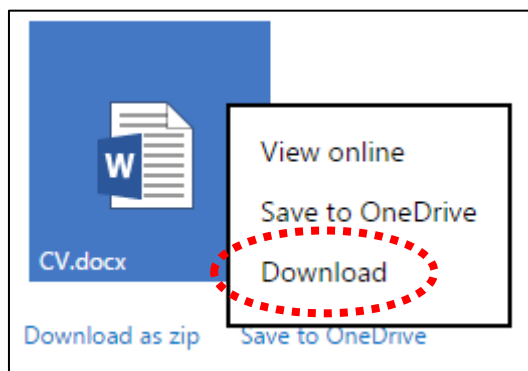 W
CV.docx
View online
Save to OneDrive
Download
Download as zip
Save to OneDrive